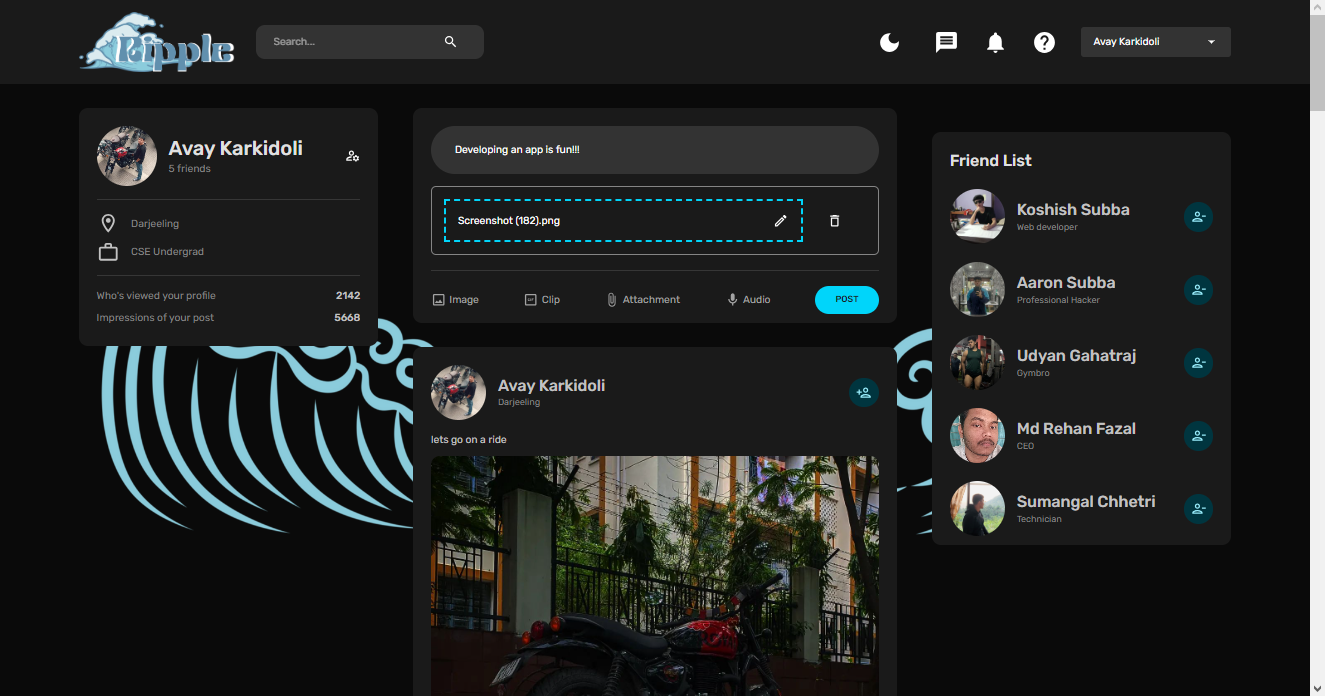 Ripple
Search...
Avay Karkidoli
Avay Karkidoli
5 friends
Darjeeling
CSE Undergrad
Who's viewed your profile 2142
Impressions of your post 5668
Developing an app is fun!!!
Screenshot (182).png
Image Clip Attachment Audio POST
Avay Karkidoli
Darjeeling
lets go on a ride
Friend List
Koshish Subba
Web developer
Aaron Subba
Professional Hacker
Udyan Gahatraj
Gymbro
Md Rehan Fazal
CEO
Sumangal Chhetri
Technician